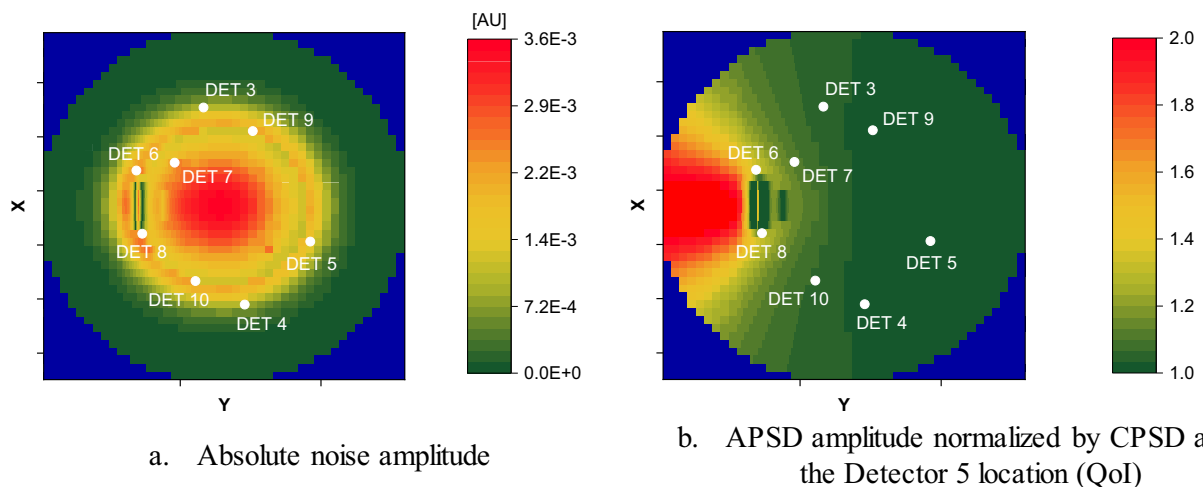 [AU]
3.6E-3
2.9E-3
2.2E-3
1.4E-3
7.2E-4
0.0E+0
DET 3
DET 9
DET 6
DET 7
DET 8
DET 5
DET 10
DET 4
X
Y
2.0
1.8
1.6
1.4
1.2
1.0
DET 3
DET 9
DET 6
DET 7
DET 8
DET 5
DET 10
DET 4
X
Y
a. Absolute noise amplitude
b. APSD amplitude normalized by CPSD a
the Detector 5 location (QoI)